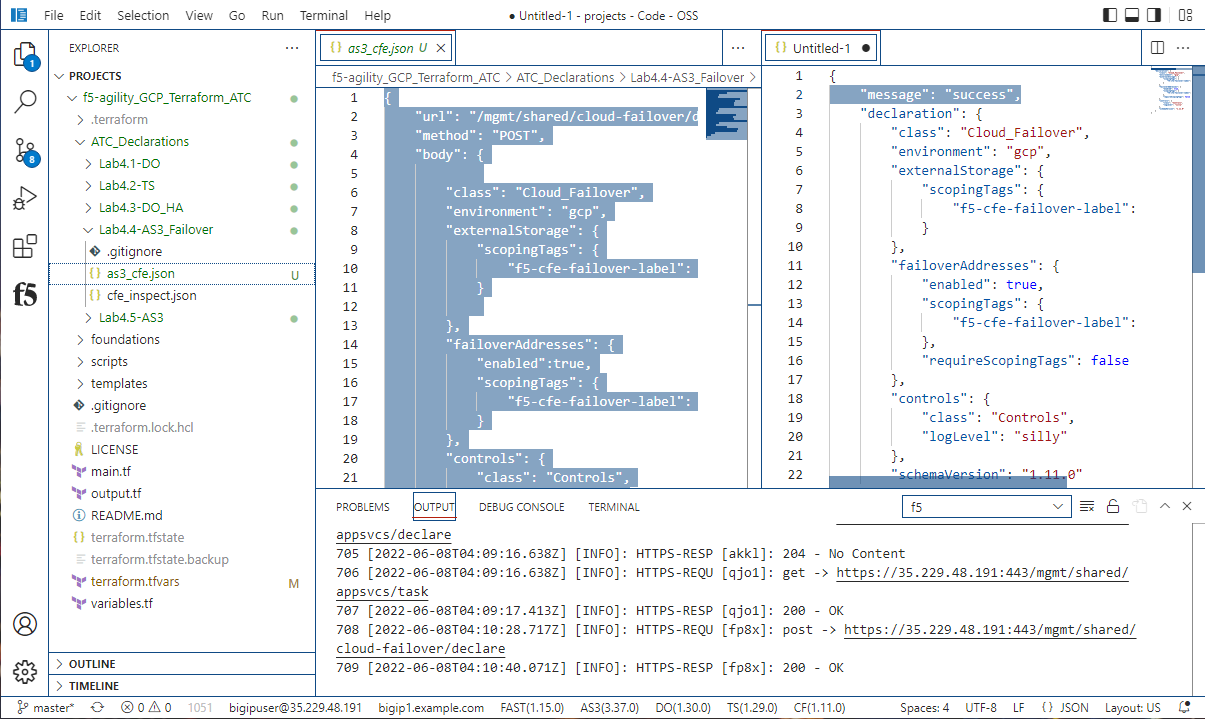 File Edit Selection View Go Run Terminal Help
● Untitled-1 - projects - Code - OSS
EXPLORER
PROJECTS
f5-agility_GCP_Terraform_ATC
.terraform
ATC_Declarations
Lab4.1-DO
Lab4.2-TS
Lab4.3-DO_HA
Lab4.4-AS3_Failover
.gitignore
as3_cfe.json U
cfe_inspect.json
Lab4.5-AS3
foundations
scripts
templates
.gitignore
.terraform.lock.hcl
LICENSE
main.tf
output.tf
README.md
terraform.tfstate
terraform.tfstate.backup
terraform.tfvars M
variables.tf
OUTLINE
TIMELINE
1
8
f5
{} as3_cfe.json U
f5-agility_GCP_Terraform_ATC > ATC_Declarations > Lab4.4-AS3_Failover >
1 {
2 "url": "/mgmt/shared/cloud-failover/d
3 "method": "POST",
4 "body": {
5
6 "class": "Cloud_Failover",
7 "environment": "gcp",
8 "externalStorage": {
9 "scopingTags": {
10 "f5-cfe-failover-label":
11 }
12
13 },
14 "failoverAddresses": {
15 "enabled":true,
16 "scopingTags": {
17 "f5-cfe-failover-label":
18 }
19 },
20 "controls": {
21 "class": "Controls",
{} Untitled-1 ●
1 {
2 "message": "success",
3 "declaration": {
4 "class": "Cloud_Failover",
5 "environment": "gcp",
6 "externalStorage": {
7 "scopingTags": {
8 "f5-cfe-failover-label":
9 }
10 },
11 "failoverAddresses": {
12 "enabled": true,
13 "scopingTags": {
14 "f5-cfe-failover-label":
15 },
16 "requireScopingTags": false
17 },
18 "controls": {
19 "class": "Controls",
20 "logLevel": "silly"
21 },
22 "schemaVersion": "1.11.0"
PROBLEMS OUTPUT DEBUG CONSOLE TERMINAL
f5
appsvcs/declare
705 [2022-06-08T04:09:16.638Z] [INFO]: HTTPS-RESP [akkl]: 204 - No Content
706 [2022-06-08T04:09:16.638Z] [INFO]: HTTPS-REQU [qjo1]: get -> https://35.229.48.191:443/mgmt/shared/
appsvcs/task
707 [2022-06-08T04:09:17.413Z] [INFO]: HTTPS-RESP [qjo1]: 200 - OK
708 [2022-06-08T04:10:28.717Z] [INFO]: HTTPS-REQU [fp8x]: post -> https://35.229.48.191:443/mgmt/shared/
cloud-failover/declare
709 [2022-06-08T04:10:40.071Z] [INFO]: HTTPS-RESP [fp8x]: 200 - OK
master* 0 0 1051 bigipuser@35.229.48.191 bigip1.example.com FAST(1.15.0) AS3(3.37.0) DO(1.30.0) TS(1.29.0) CF(1.11.0) Spaces: 4 UTF-8 LF {} JSON Layout: US